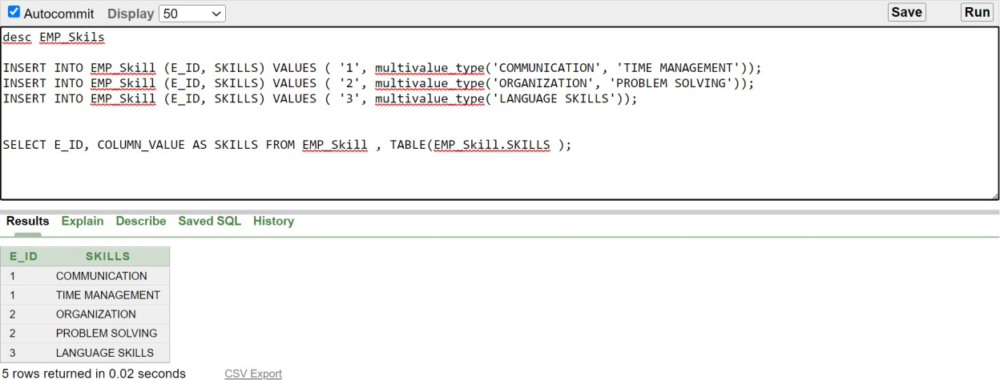 Autocommit Display 50 Save Run
desc EMP_Skils
INSERT INTO EMP_Skill (E_ID, SKILLS) VALUES ( '1', multivalue_type('COMMUNICATION', 'TIME MANAGEMENT'));
INSERT INTO EMP_Skill (E_ID, SKILLS) VALUES ( '2', multivalue_type('ORGANIZATION', 'PROBLEM SOLVING'));
INSERT INTO EMP_Skill (E_ID, SKILLS) VALUES ( '3', multivalue_type('LANGUAGE SKILLS'));
SELECT E_ID, COLUMN_VALUE AS SKILLS FROM EMP_Skill , TABLE(EMP_Skill.SKILLS );
Results Explain Describe Saved SQL History
E_ID SKILLS
1 COMMUNICATION
1 TIME MANAGEMENT
2 ORGANIZATION
2 PROBLEM SOLVING
3 LANGUAGE SKILLS
5 rows returned in 0.02 seconds CSV Export